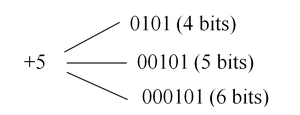 0101 (4 bits)
+5
00101 (5 bits)
000101 (6 bits)